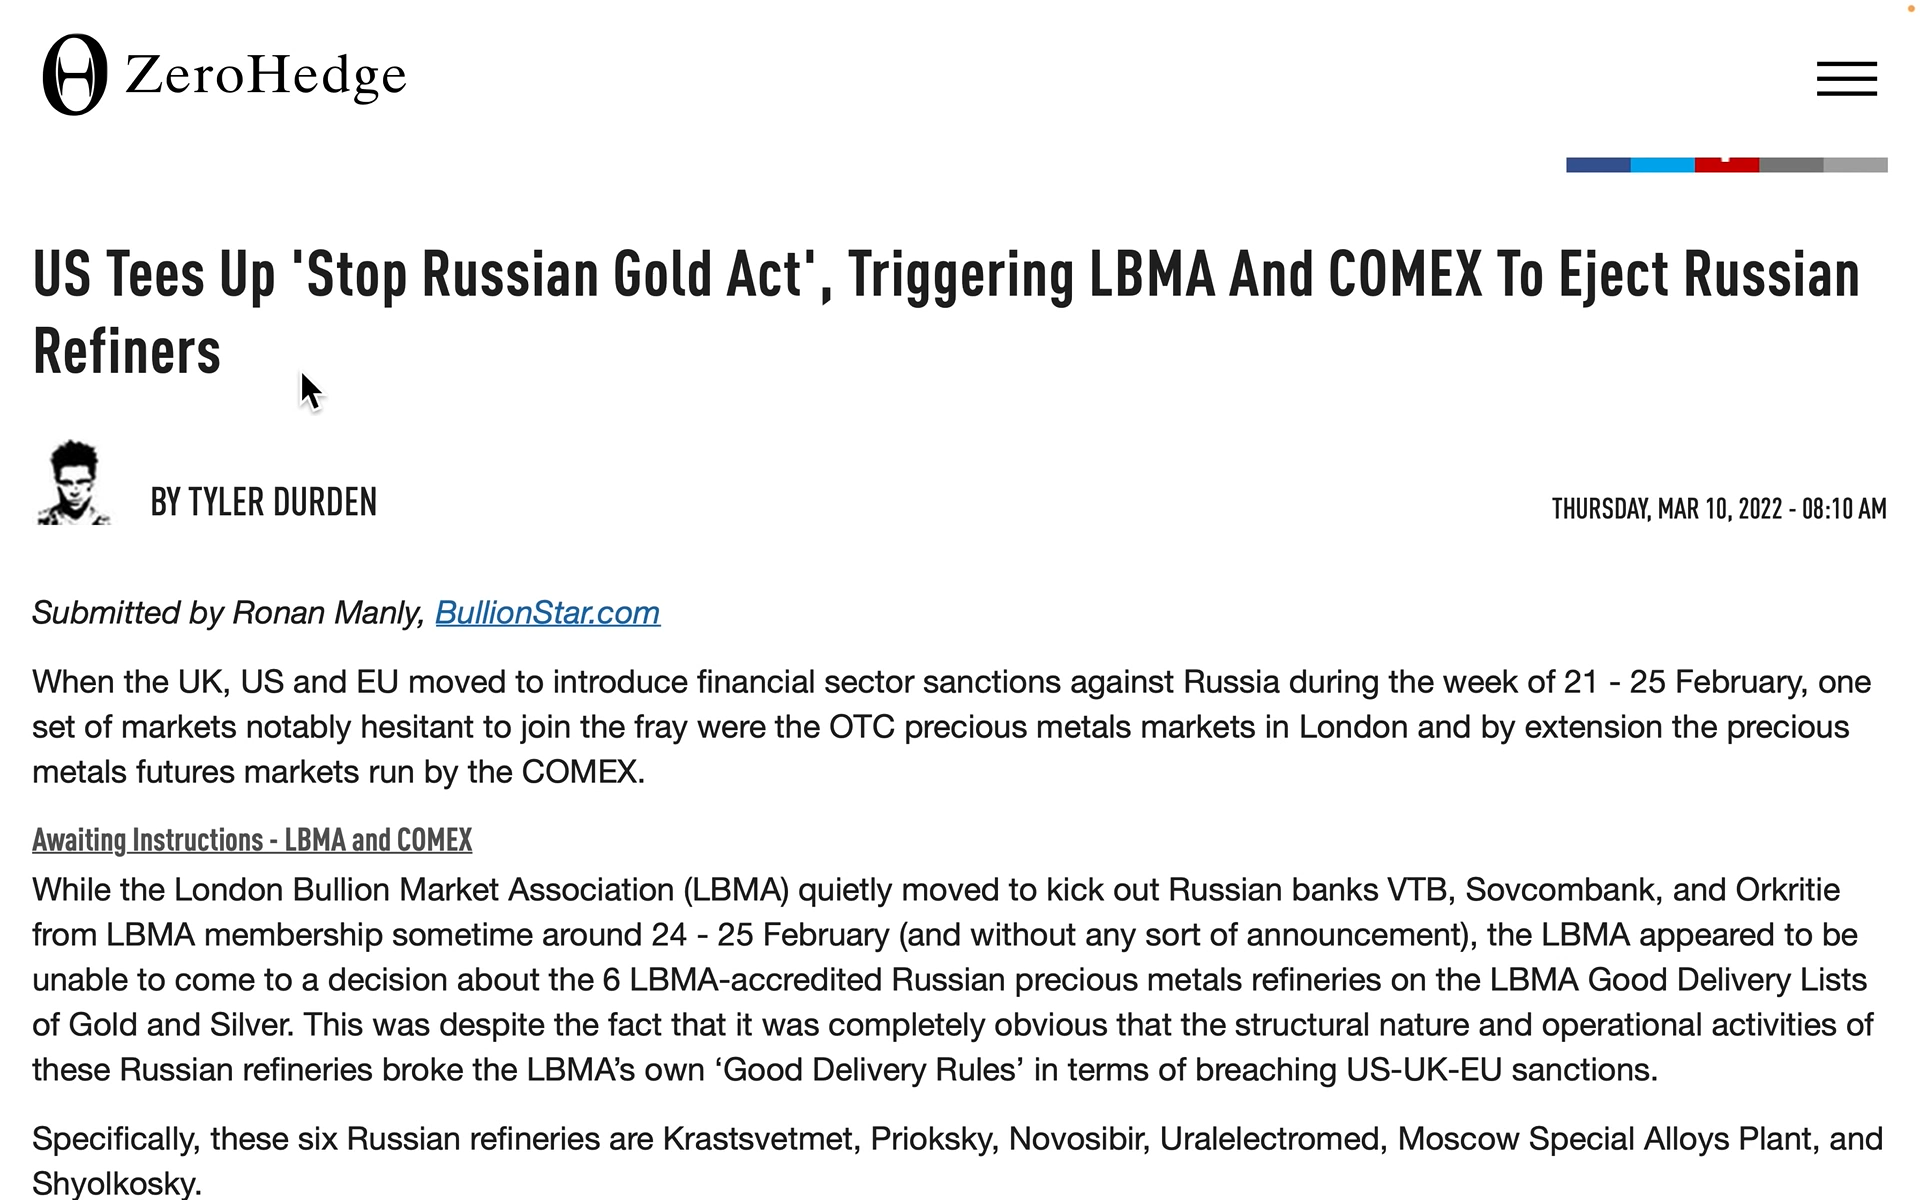 ZeroHedge
US Tees Up 'Stop Russian Gold Act', Triggering LBMA And COMEX To Eject Russian
Refiners
BY TYLER DURDEN
THURSDAY, MAR 10, 2022 - 08:10 AM
Submitted by Ronan Manly, BullionStar.com
When the UK, US and EU moved to introduce financial sector sanctions against Russia during the week of 21 - 25 February, one
set of markets notably hesitant to join the fray were the OTC precious metals markets in London and by extension the precious
metals futures markets run by the COMEX.
Awaiting Instructions - LBMA and COMEX
While the London Bullion Market Association (LBMA) quietly moved to kick out Russian banks VTB, Sovcombank, and Orkritie
from LBMA membership sometime around 24 - 25 February (and without any sort of announcement), the LBMA appeared to be
unable to come to a decision about the 6 LBMA-accredited Russian precious metals refineries on the LBMA Good Delivery Lists
of Gold and Silver. This was despite the fact that it was completely obvious that the structural nature and operational activities of
these Russian refineries broke the LBMA’s own ‘Good Delivery Rules’ in terms of breaching US-UK-EU sanctions.
Specifically, these six Russian refineries are Krastsvetmet, Prioksky, Novosibir, Uralelectromed, Moscow Special Alloys Plant, and
Shyolkosky.